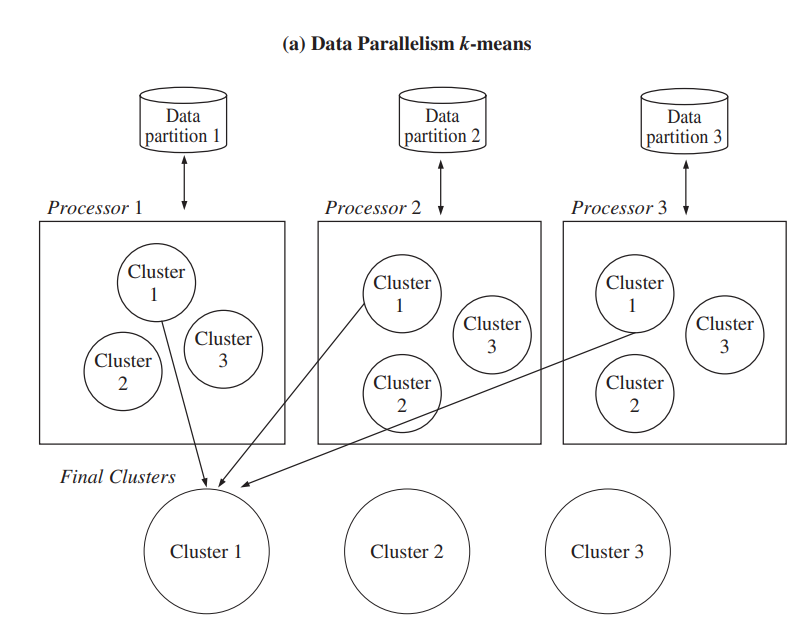 (a) Data Parallelism k-means
Data
partition 1
Data
partition 2
Data
partition 3
Processor 1
Processor 2
Processor 3
Cluster
1
Cluster
2
Cluster
3
Cluster
1
Cluster
3
Cluster
2
Cluster
1
Cluster
3
Cluster
2
Final Clusters
Cluster 1
Cluster 2
Cluster 3